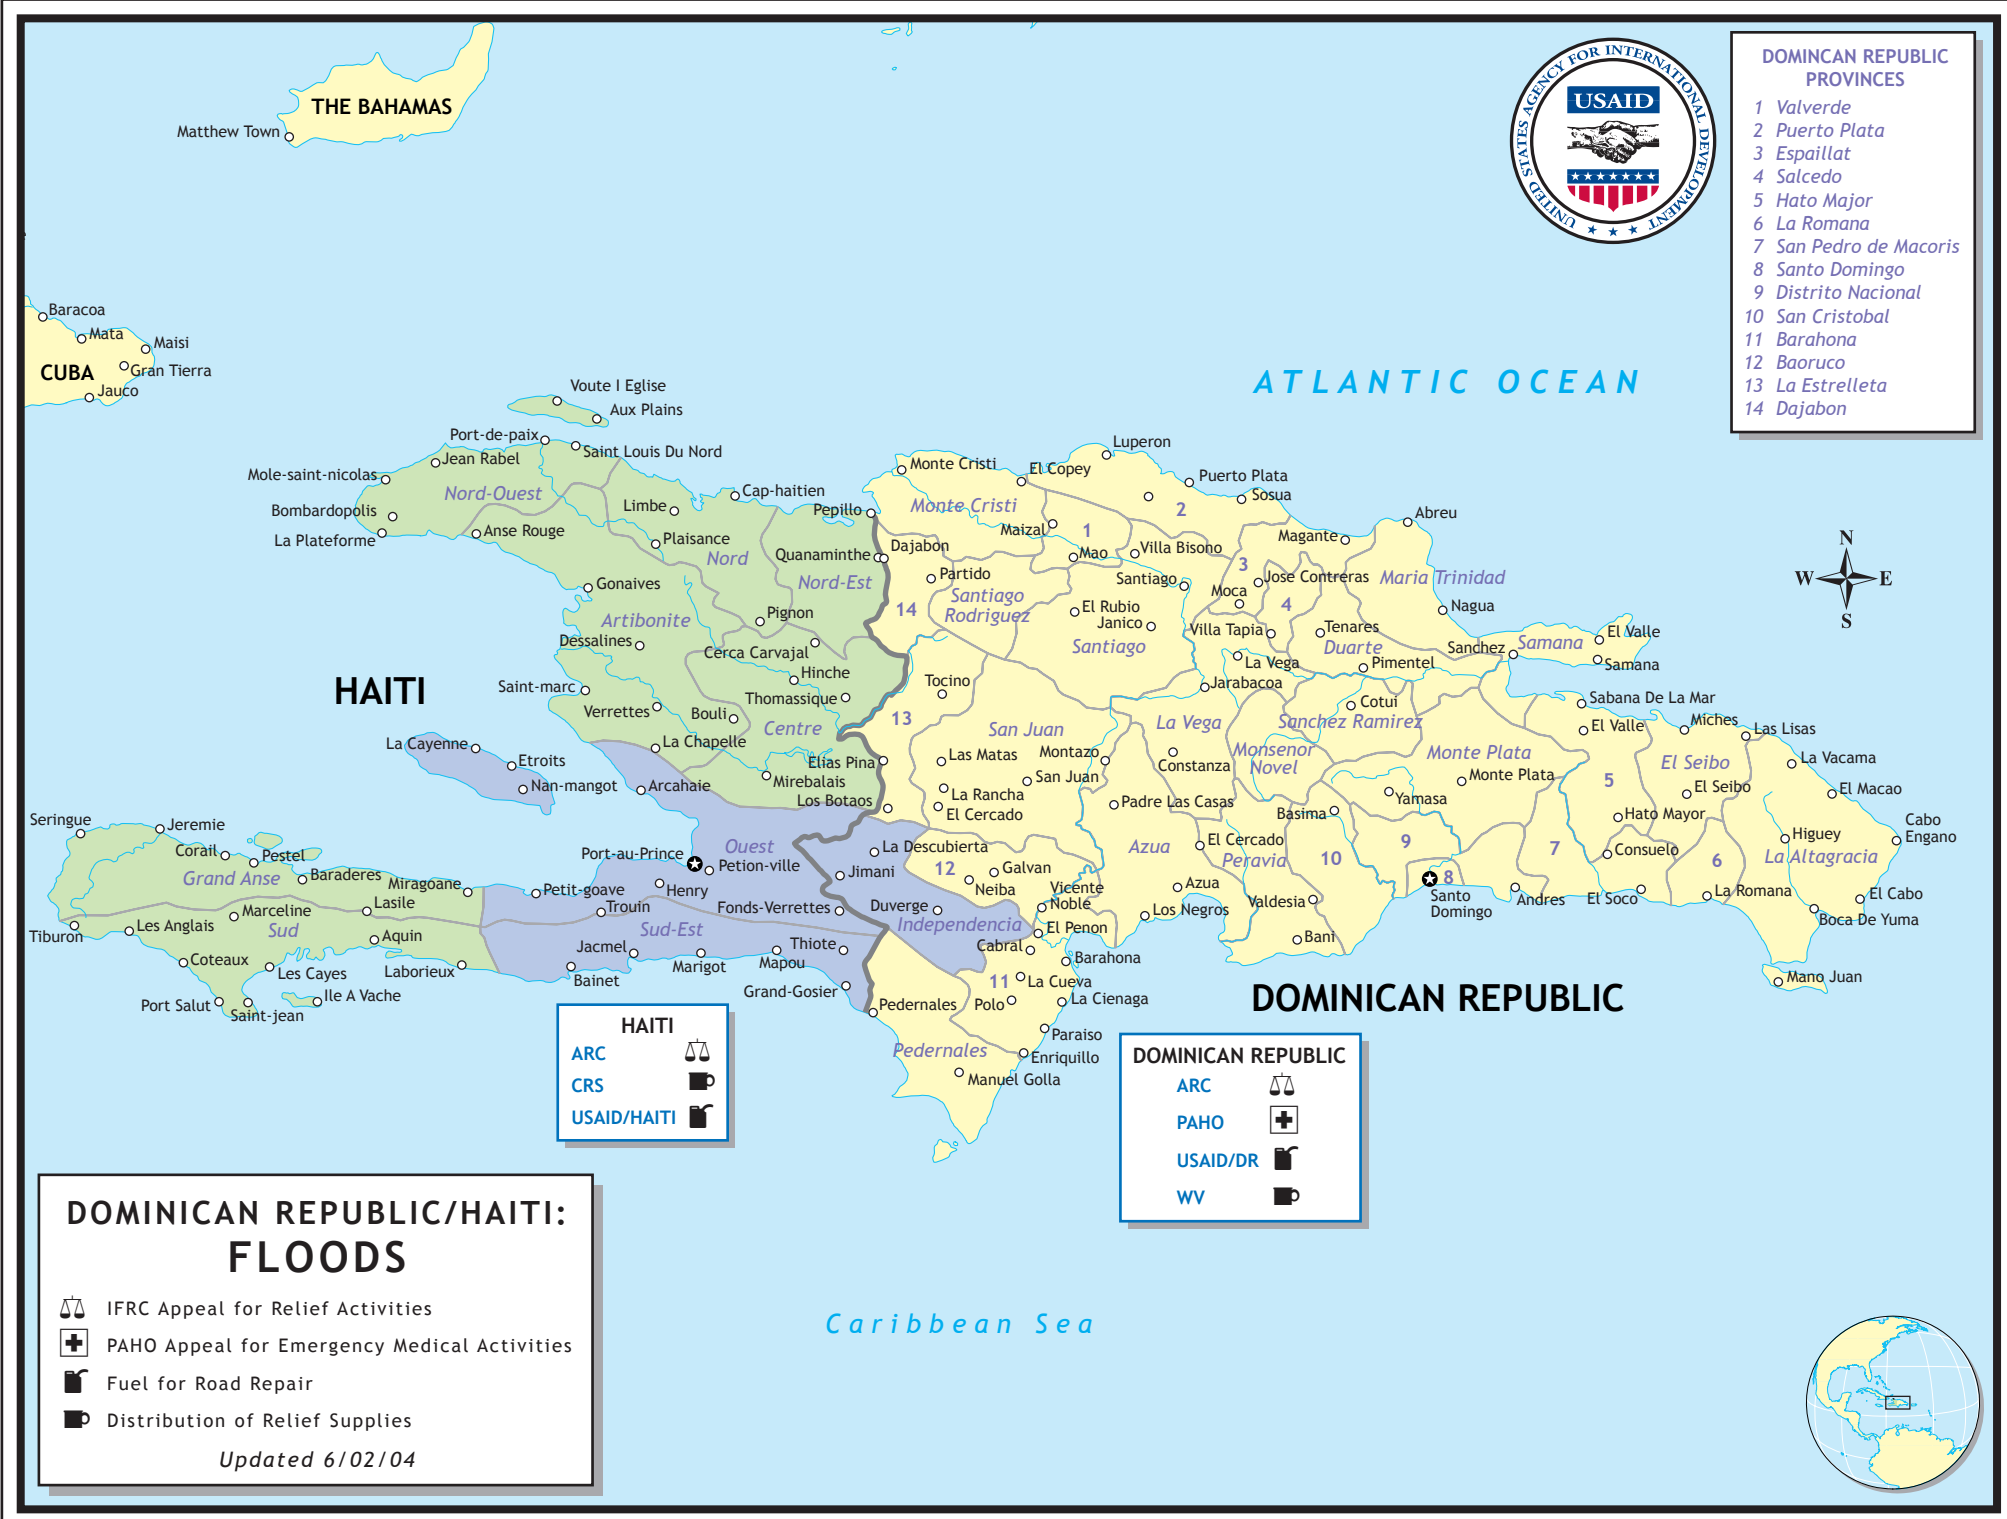 THE BAHAMAS
Matthew Town
UNITED STATES AGENCY FOR INTERNATIONAL DEVELOPMENT
USAID
DOMINCAN REPUBLIC
PROVINCES
1 Valverde
2 Puerto Plata
3 Espaillat
4 Salcedo
5 Hato Major
6 La Romana
7 San Pedro de Macoris
8 Santo Domingo
9 Distrito Nacional
10 San Cristobal
11 Barahona
12 Baoruco
13 La Estrelleta
14 Dajabon
Baracoa
Mata
Maisi
CUBA
Gran Tierra
Jauco
ATLANTIC OCEAN
Voute I Eglise
Aux Plains
Port-de-paix
Saint Louis Du Nord
Jean Rabel
Mole-saint-nicolas
Nord-Ouest
Bombardopolis
La Plateforme
Anse Rouge
Limbe
Cap-haitien
Pepillo
Plaisance
Nord
Quanaminthe
Nord-Est
Gonaives
Artibonite
Pignon
Dessalines
Cerca Carvajal
Hinche
Saint-marc
Thomassique
Verrettes
Bouli
Centre
La Chapelle
HAITI
La Cayenne
Etroits
Nan-mangot
Arcahaie
Elias Pina
Mirebalais
Los Botaos
Seringue
Jeremie
Corail
Pestel
Grand Anse
Baraderes
Miragoane
Lasile
Marceline
Sud
Les Anglais
Tiburon
Aquin
Coteaux
Les Cayes
Laborieux
Port Salut
Saint-jean
Ile A Vache
Port-au-Prince
Ouest
Petion-ville
Petit-goave
Henry
Trouin
Fonds-Verrettes
Sud-Est
Jacmel
Thiote
Bainet
Marigot
Mapou
Grand-Gosier
Luperon
Monte Cristi
El Copey
Puerto Plata
Sosua
Monte Cristi
2
Abreu
Maizal
1
Magante
Dajabon
Mao
Villa Bisono
3
Partido
Santiago
Jose Contreras
Maria Trinidad
Santiago
Rodriguez
Moca
14
El Rubio
4
Nagua
Janico
Villa Tapia
Tenares
Santiago
Duarte
Sanchez
Samana
El Valle
La Vega
Pimentel
Samana
Tocino
Jarabacoa
Sabana De La Mar
Cotui
13
San Juan
La Vega
Sanchez Ramirez
El Valle
Miches
Las Lisas
Las Matas
Montazo
Monsenor
Novel
Monte Plata
El Seibo
La Vacama
Constanza
San Juan
Monte Plata
5
El Seibo
El Macao
La Rancha
Padre Las Casas
Yamasa
El Cercado
Basima
Hato Mayor
Cabo
Engano
La Descubierta
Azua
El Cercado
9
7
Higuey
Peravia
10
Consuelo
6
La Altagracia
12
Galvan
Jimani
Neiba
Vicente
Noble
Azua
8
La Romana
El Cabo
Duverge
Los Negros
Valdesia
Santo
Domingo
Andres
El Soco
Boca De Yuma
Independencia
El Penon
Bani
Cabral
Barahona
11
La Cueva
Mano Juan
Pedernales
Polo
La Cienaga
DOMINICAN REPUBLIC
Paraiso
Pedernales
Enriquillo
Manuel Golla
N
W
E
S
HAITI
ARC
CRS
USAID/HAITI
DOMINICAN REPUBLIC
ARC
PAHO
USAID/DR
WV
DOMINICAN REPUBLIC/HAITI:
FLOODS
IFRC Appeal for Relief Activities
PAHO Appeal for Emergency Medical Activities
Fuel for Road Repair
Distribution of Relief Supplies
Updated 6/02/04
Caribbean Sea